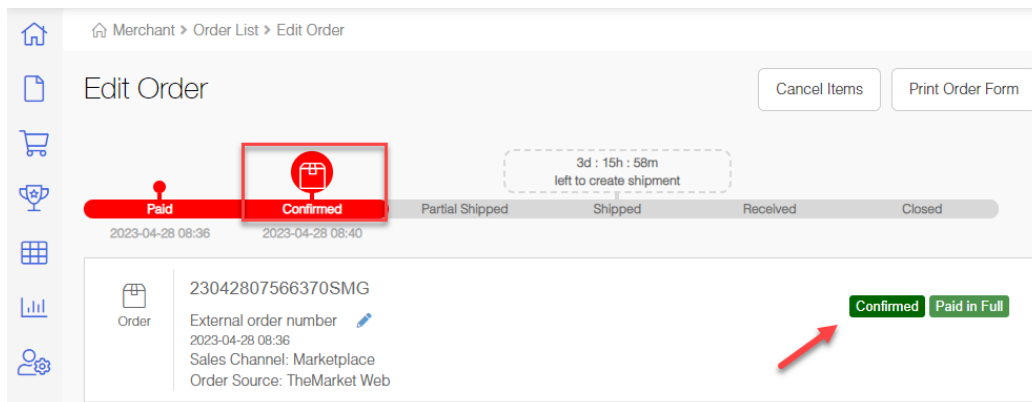 Merchant > Order List > Edit Order
Edit Order
Cancel Items
Print Order Form
3d : 15h : 58m
left to create shipment
Paid
Confirmed
Partial Shipped
Shipped
Received
Closed
2023-04-28 08:36
2023-04-28 08:40
Order
23042807566370SMG
External order number
2023-04-28 08:36
Sales Channel: Marketplace
Order Source: TheMarket Web
Confirmed
Paid in Full